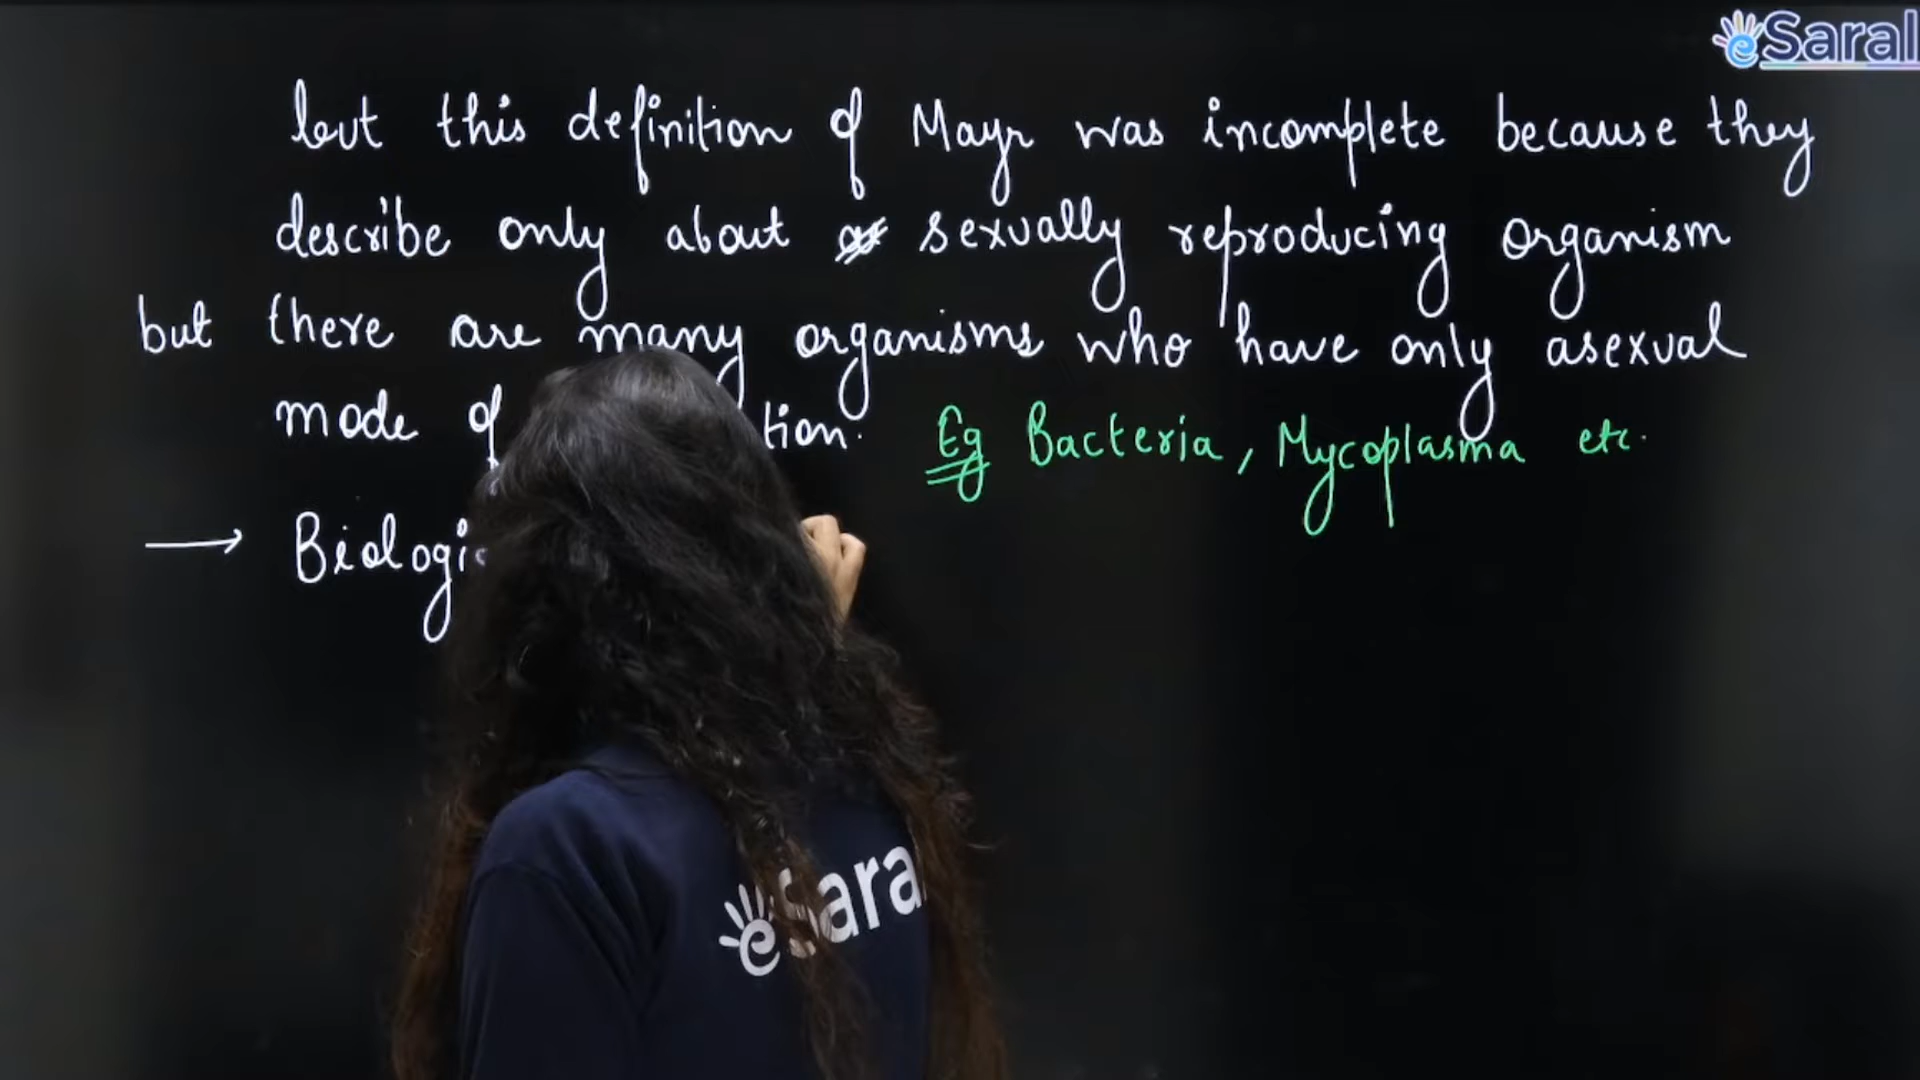 eSaral
but this definition of Mayr was incomplete because they
describe only about sexually reproducing organism
but there are many organisms who have only asexual
mode of tion. Eg Bacteria, Mycoplasma etc.
→ Biologic
eSaral